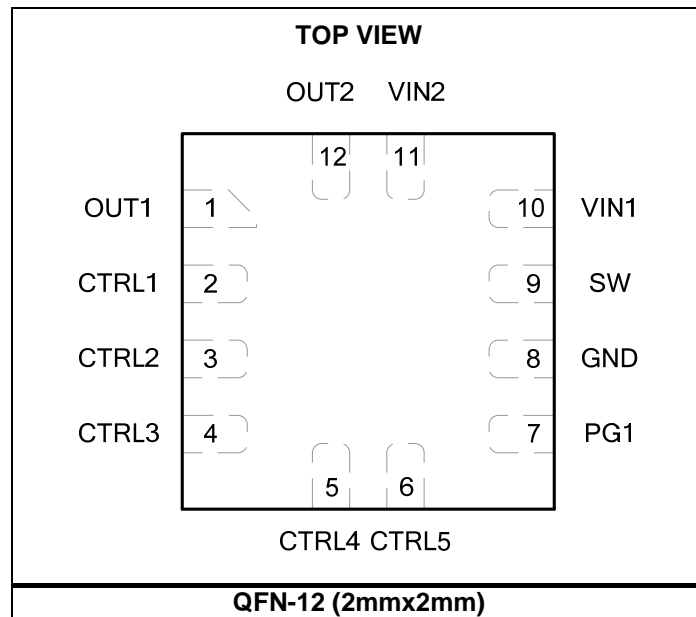 TOP VIEW
OUT2 VIN2
12 11
OUT1 1 10 VIN1
CTRL1 2 9 SW
CTRL2 3 8 GND
CTRL3 4 7 PG1
5 6
CTRL4 CTRL5
QFN-12 (2mmx2mm)